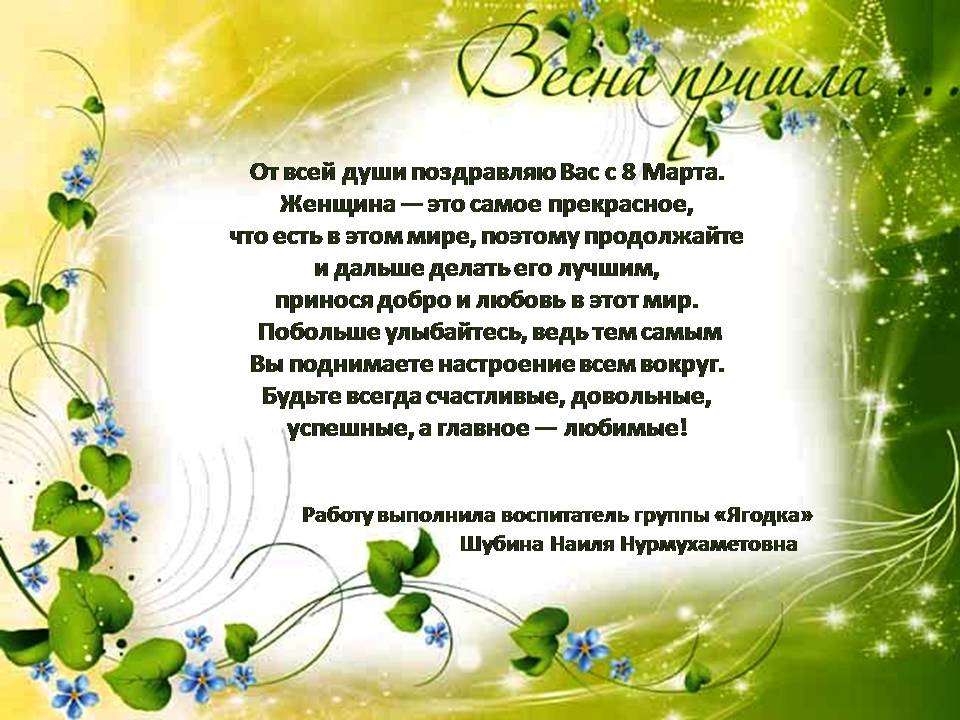 Весна пришла ...
От всей души поздравляю Вас с 8 Марта.
Женщина — это самое прекрасное,
что есть в этом мире, поэтому продолжайте
и дальше делать его лучшим,
принося добро и любовь в этот мир.
Побольше улыбайтесь, ведь тем самым
Вы поднимаете настроение всем вокруг.
Будьте всегда счастливые, довольные,
успешные, а главное — любимые!
Работу выполнила воспитатель группы «Ягодка»
Шубина Наиля Нурмухаметовна